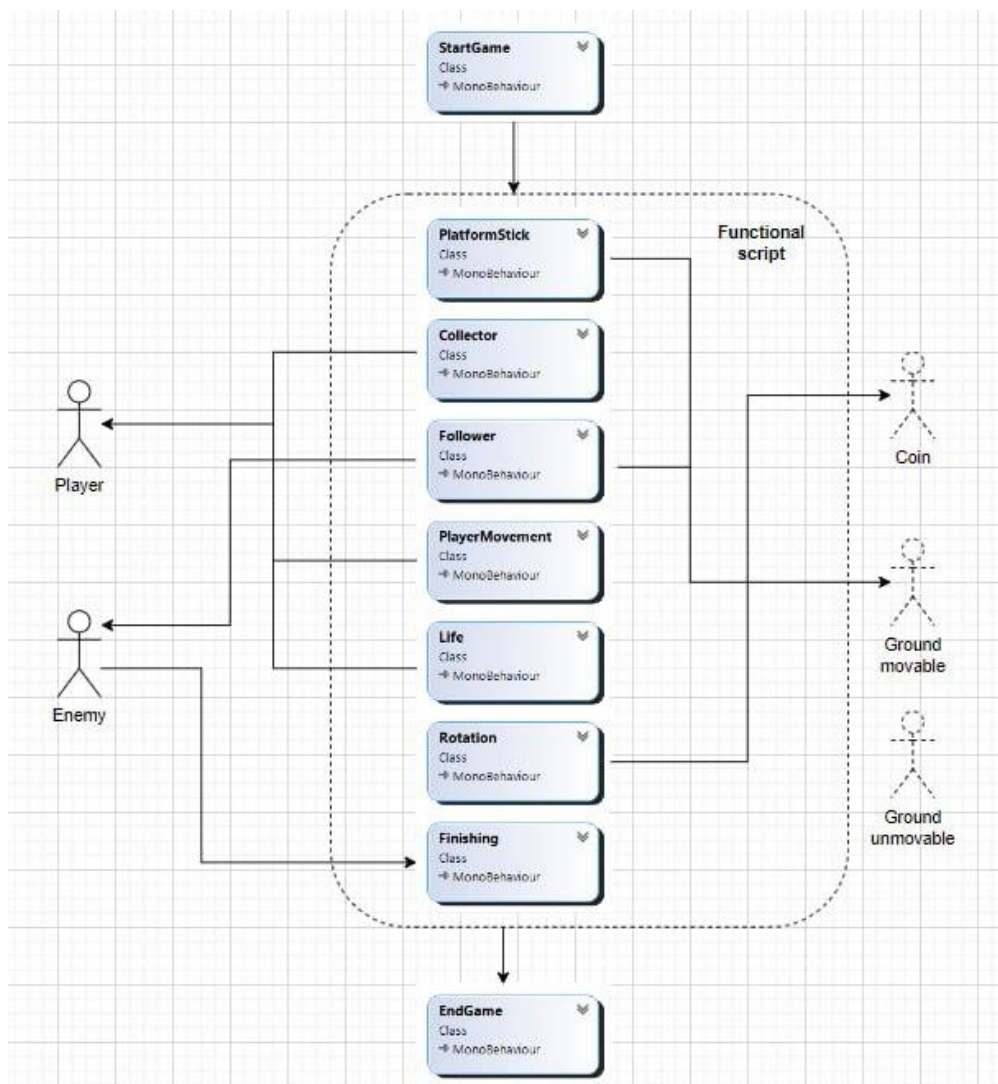 StartGame
Class
MonoBehaviour
Functional
script
PlatformStick
Class
MonoBehaviour
Collector
Class
MonoBehaviour
Follower
Class
MonoBehaviour
PlayerMovement
Class
MonoBehaviour
Life
Class
MonoBehaviour
Rotation
Class
MonoBehaviour
Finishing
Class
MonoBehaviour
Player
Enemy
Coin
Ground
movable
Ground
unmovable
EndGame
Class
MonoBehaviour